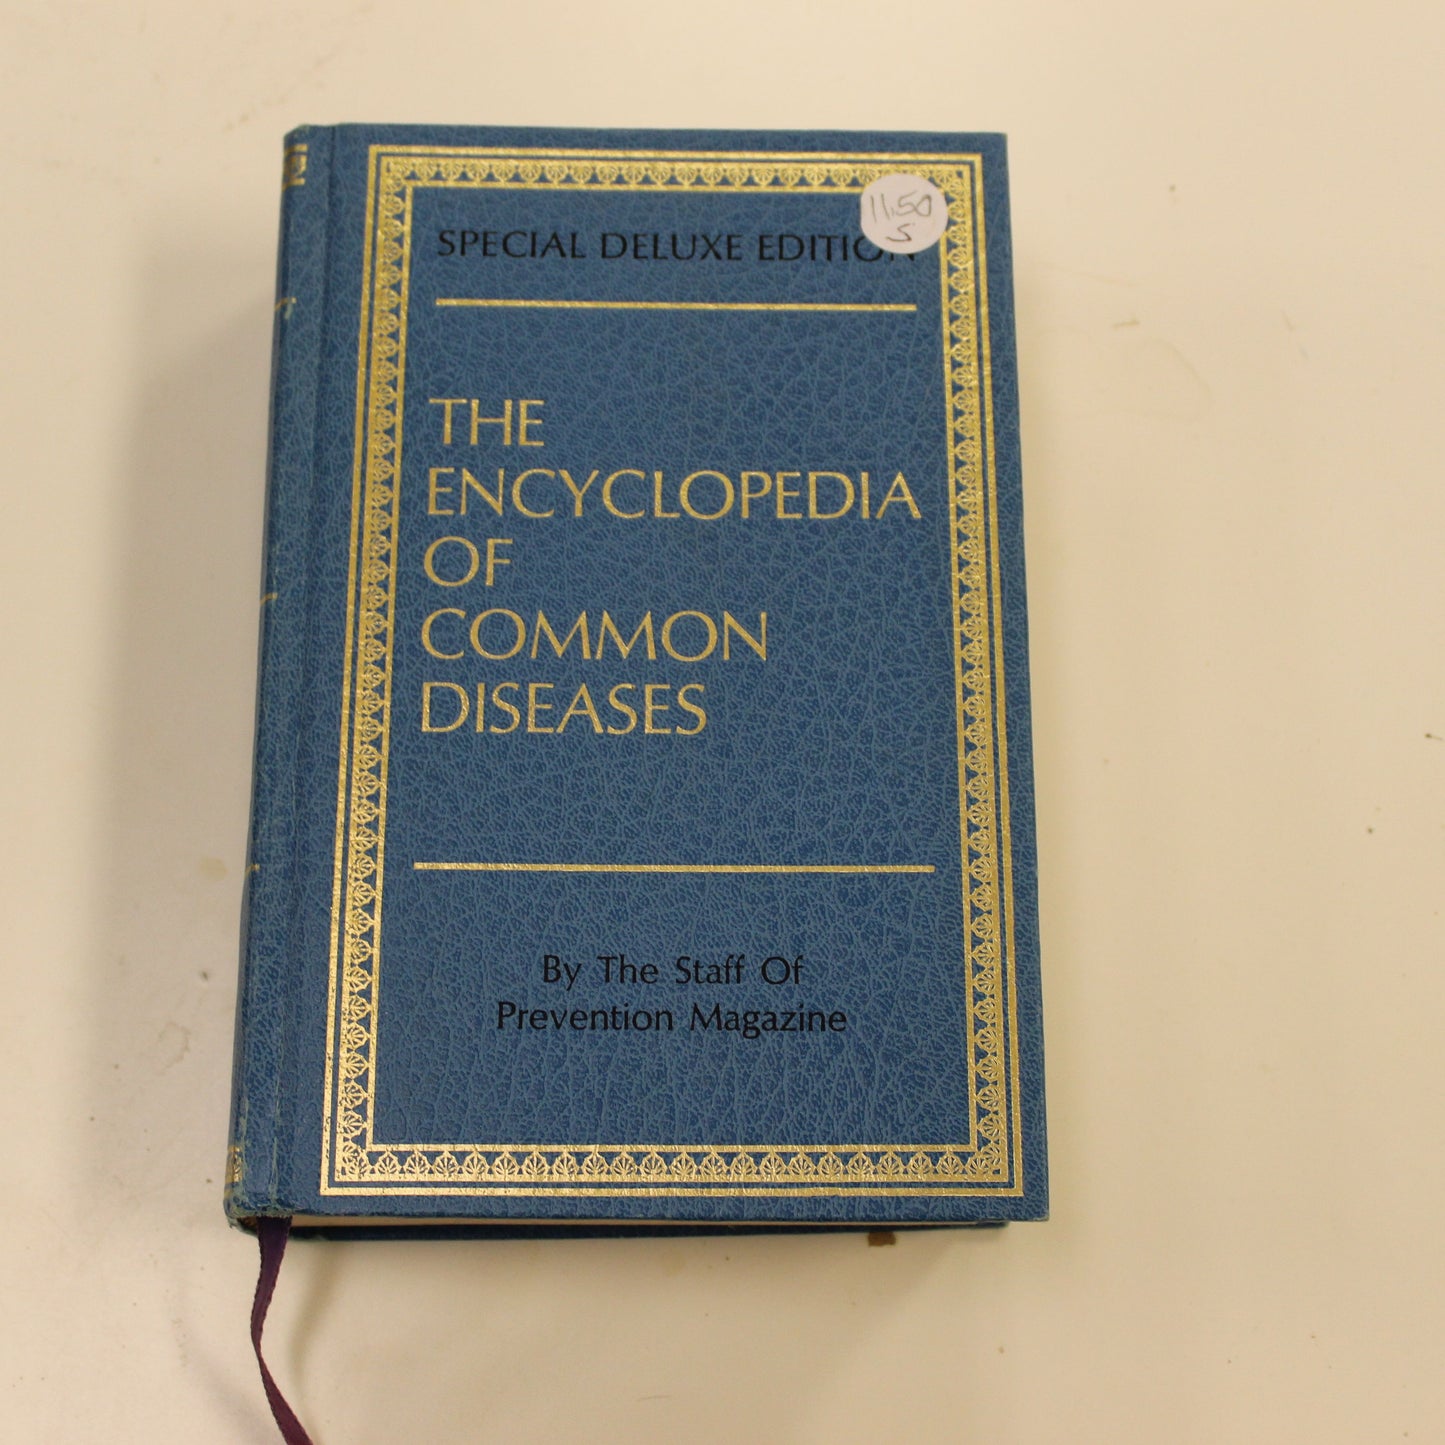 11.50
S
SPECIAL DELUXE EDITION
THE
ENCYCLOPEDIA
OF
COMMON
DISEASES
By The Staff Of
Prevention Magazine